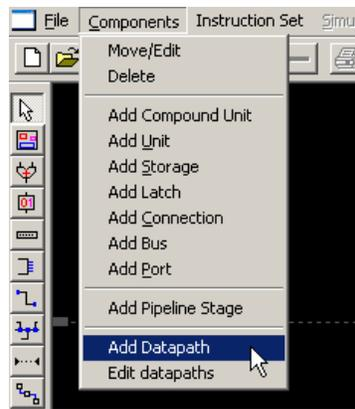 File Components Instruction Set Simu
Move/Edit
Delete
Add Compound Unit
Add Unit
Add Storage
Add Latch
Add Connection
Add Bus
Add Port
Add Pipeline Stage
Add Datapath
Edit datapaths
01